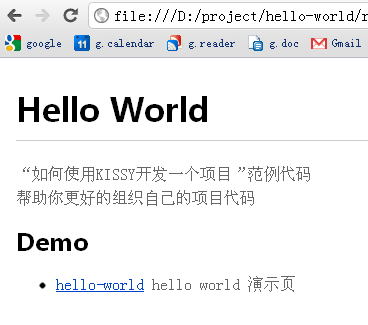 file:///D:/project/hello-world/r
google g.calendar g.reader g.doc Gmail
Hello World
“如何使用KISSY开发一个项目”范例代码
帮助你更好的组织自己的项目代码
Demo
hello-world hello world 演示页